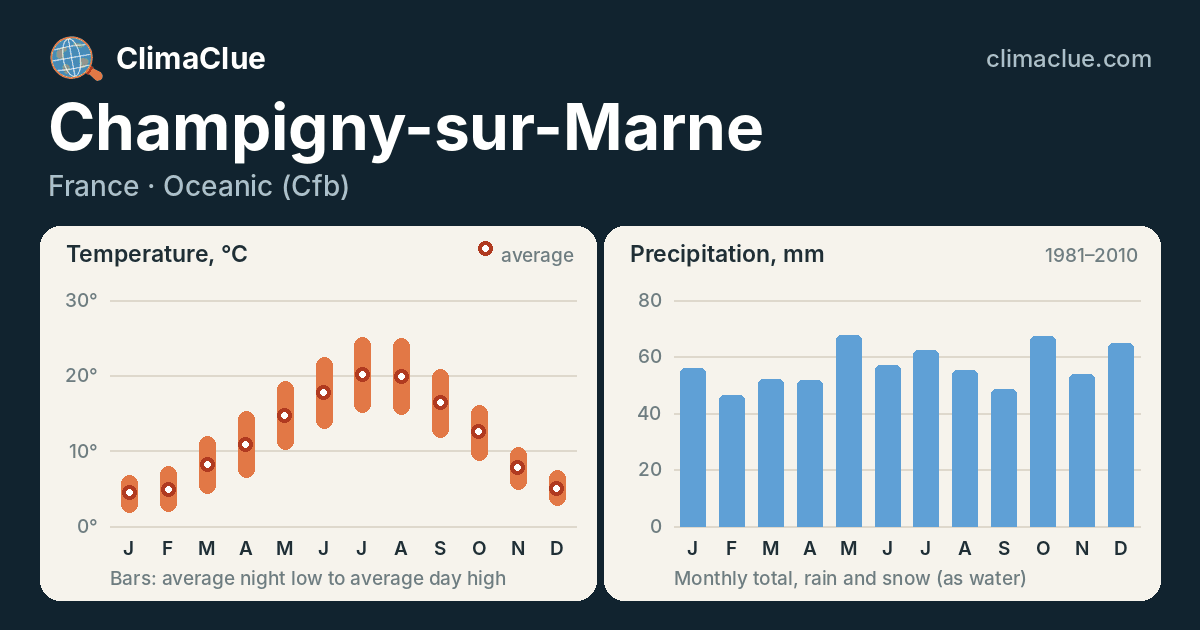 ClimaClue
climaclue.com
Champigny-sur-Marne
France · Oceanic (Cfb)
Temperature, °C
average
30°
20°
10°
0°
J F M A M J J A S O N D
Bars: average night low to average day high
Precipitation, mm
1981–2010
80
60
40
20
0
J F M A M J J A S O N D
Monthly total, rain and snow (as water)